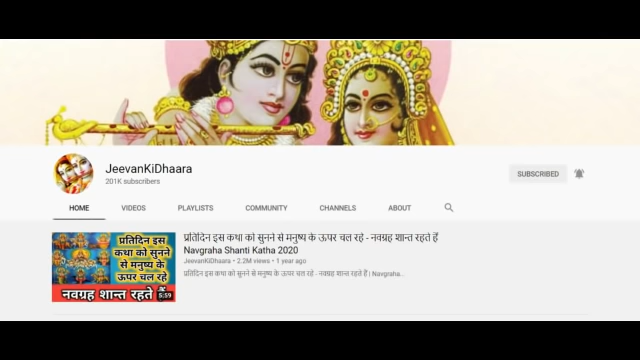 JeevanKiDhaara
201K subscribers
SUBSCRIBED
HOME VIDEOS PLAYLISTS COMMUNITY CHANNELS ABOUT
प्रतिदिन इस
कथा को सुनने
से मनुष्य के
ऊपर चल रहे
नवग्रह शान्त रहते हैं
5:59
प्रतिदिन इस कथा को सुनने से मनुष्य के ऊपर चल रहे - नवग्रह शान्त रहते हैं
Navgraha Shanti Katha 2020
JeevanKiDhaara • 2.2M views • 1 year ago
प्रतिदिन इस कथा को सुनने से मनुष्य के ऊपर चल रहे - नवग्रह शान्त रहते हैं। Navgraha...